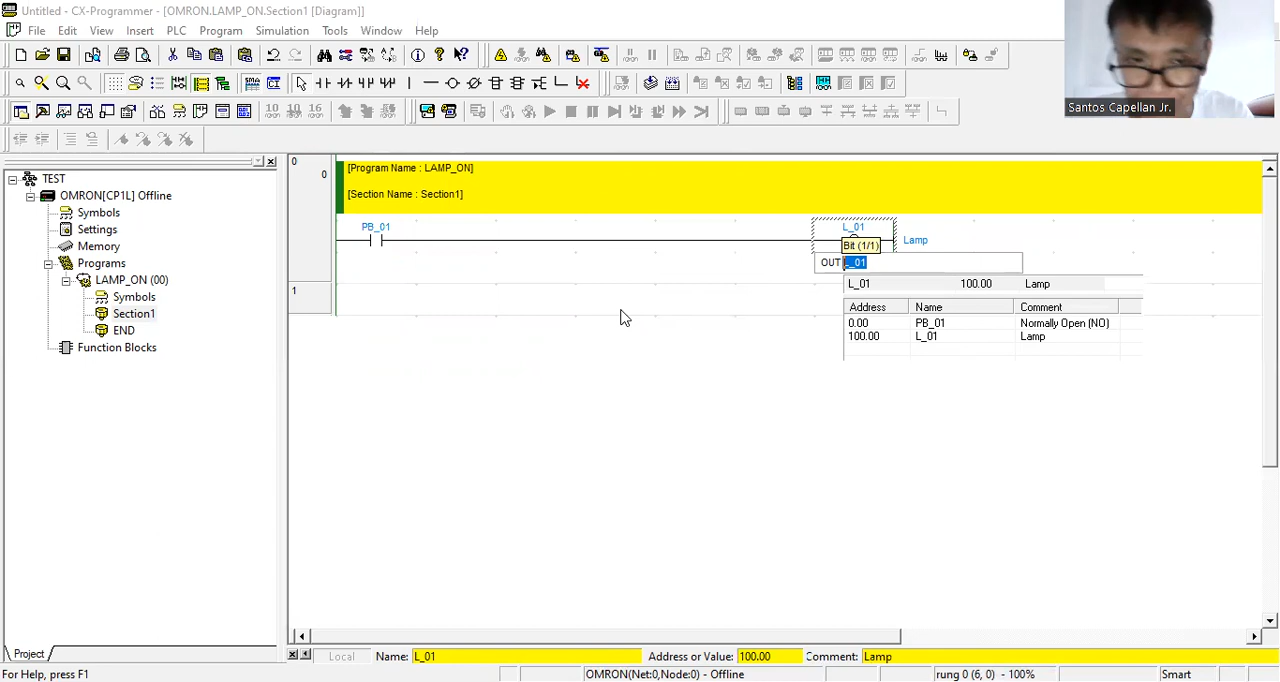 Untitled - CX-Programmer - [OMRON.LAMP_ON.Section1 [Diagram]]
File Edit View Insert PLC Program Simulation Tools Window Help
Santos Capellan Jr.
10 10 16
TEST
OMRON[CP1L] Offline
Symbols
Settings
Memory
Programs
LAMP_ON (00)
Symbols
Section1
END
Function Blocks
Project
0
0
[Program Name : LAMP_ON]
[Section Name : Section1]
PB_01
L_01
Lamp
Bit (1/1)
OUT L_01
L_01 100.00 Lamp
Address Name Comment
0.00 PB_01 Normally Open (NO)
100.00 L_01 Lamp
1
Local Name: L_01 Address or Value: 100.00 Comment: Lamp
For Help, press F1 OMRON(Net:0,Node:0) - Offline rung 0 (6, 0) - 100% Smart